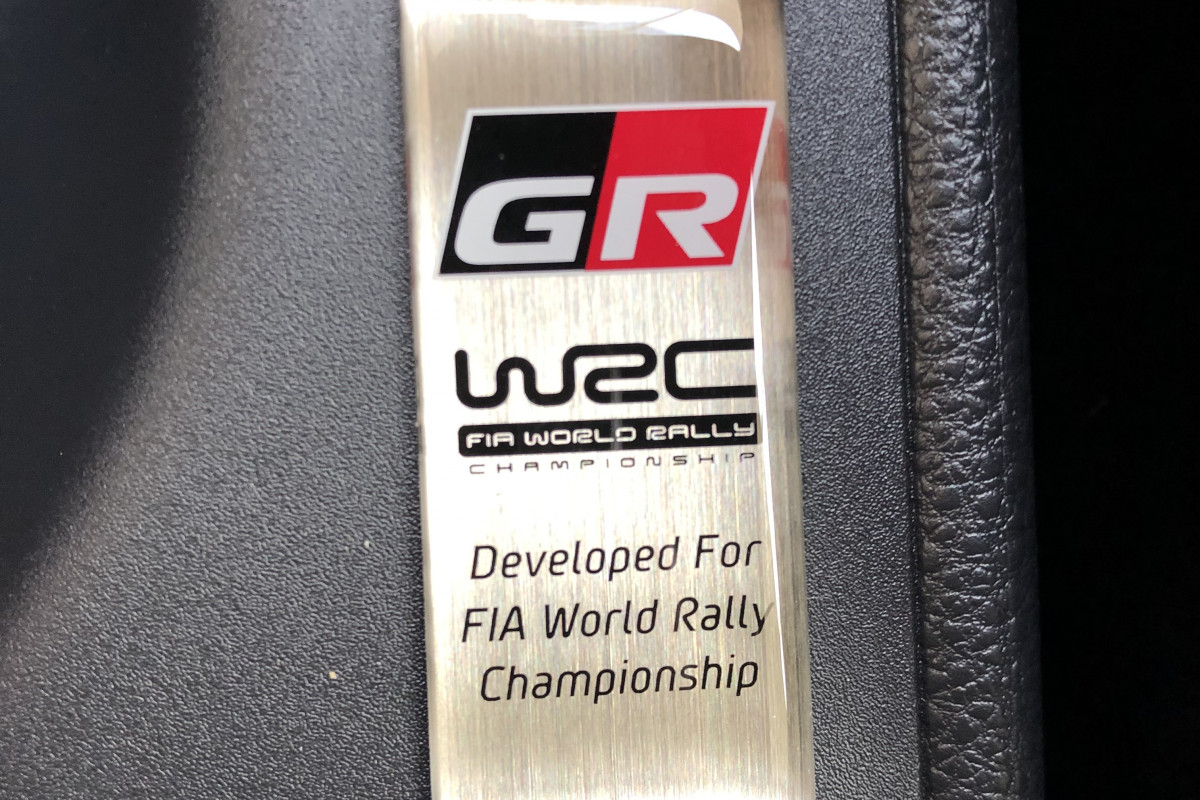 GR
WRC
FIA WORLD RALLY
CHAMPIONSHIP
Developed For
FIA World Rally
Championship